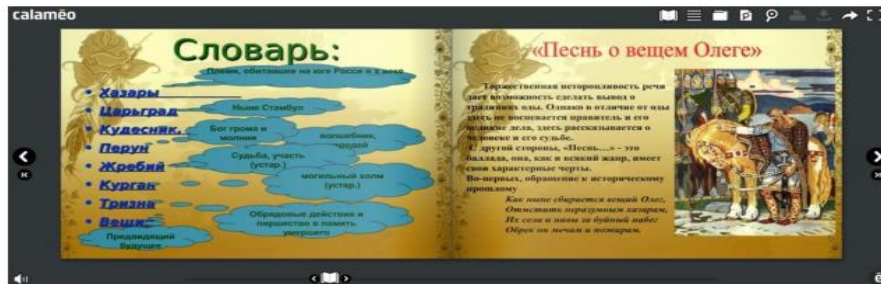 calaméo
Словарь:
Племя, обитавшее на юге Росси и 2 веке
• Хазары
• Царьград
Ныне Стамбул
• Кудесник,
Бог грома и
молнии
волшебник,
• Перун
Судьба, участь
(устар.)
• Жребий
могильный холм
(устар.)
• Курган
• Тризна
Обрядовые действия и
пиршество в память
умершего
• Вещи
Предвидящий
будущее
«Песнь о вещем Олеге»
Торжественная неторопливость речи
дает возможность сделать вывод о
традициях оды. Однако в отличие от оды
здесь не воспевается правитель и его
великие дела, здесь рассказывается о
человеке и его судьбе.
С другой стороны, «Песнь…» - это
баллада, она, как и всякий жанр, имеет
свои характерные черты.
Во-первых, обращение к историческому
прошлому
Как ныне сбирается вещий Олег,
Отмстить неразумным хазарам,
Их села и нивы за буйный набег
Обрек он мечам и пожарам.